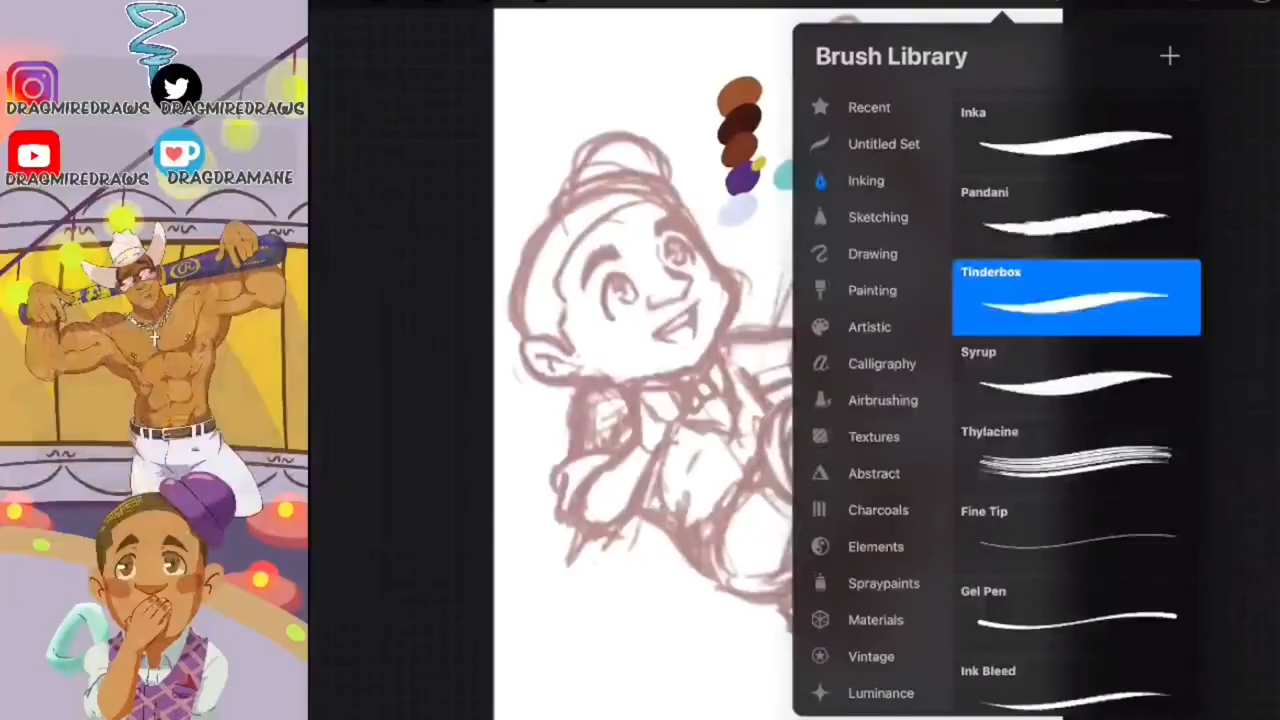 DRAGMIREDRAWS
DRAGMIREDRAWS
DRAGMIREDRAWS
DRAGDRAMANE
Brush Library
Recent
Untitled Set
Inking
Sketching
Drawing
Painting
Artistic
Calligraphy
Airbrushing
Textures
Abstract
Charcoals
Elements
Spraypaints
Materials
Vintage
Luminance
Inka
Pandani
Tinderbox
Syrup
Thylacine
Fine Tip
Gel Pen
Ink Bleed